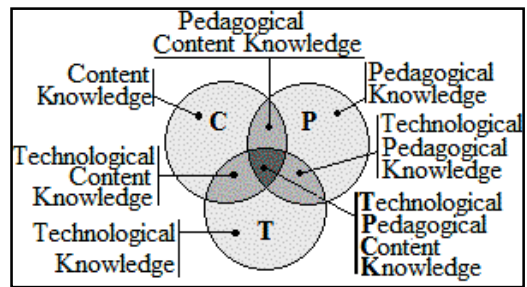 Pedagogical
Content Knowledge
Content
Knowledge
Pedagogical
Knowledge
C
P
Technological
Content
Knowledge
Technological
Pedagogical
Knowledge
T
Technological
Knowledge
Technological
Pedagogical
Content
Knowledge